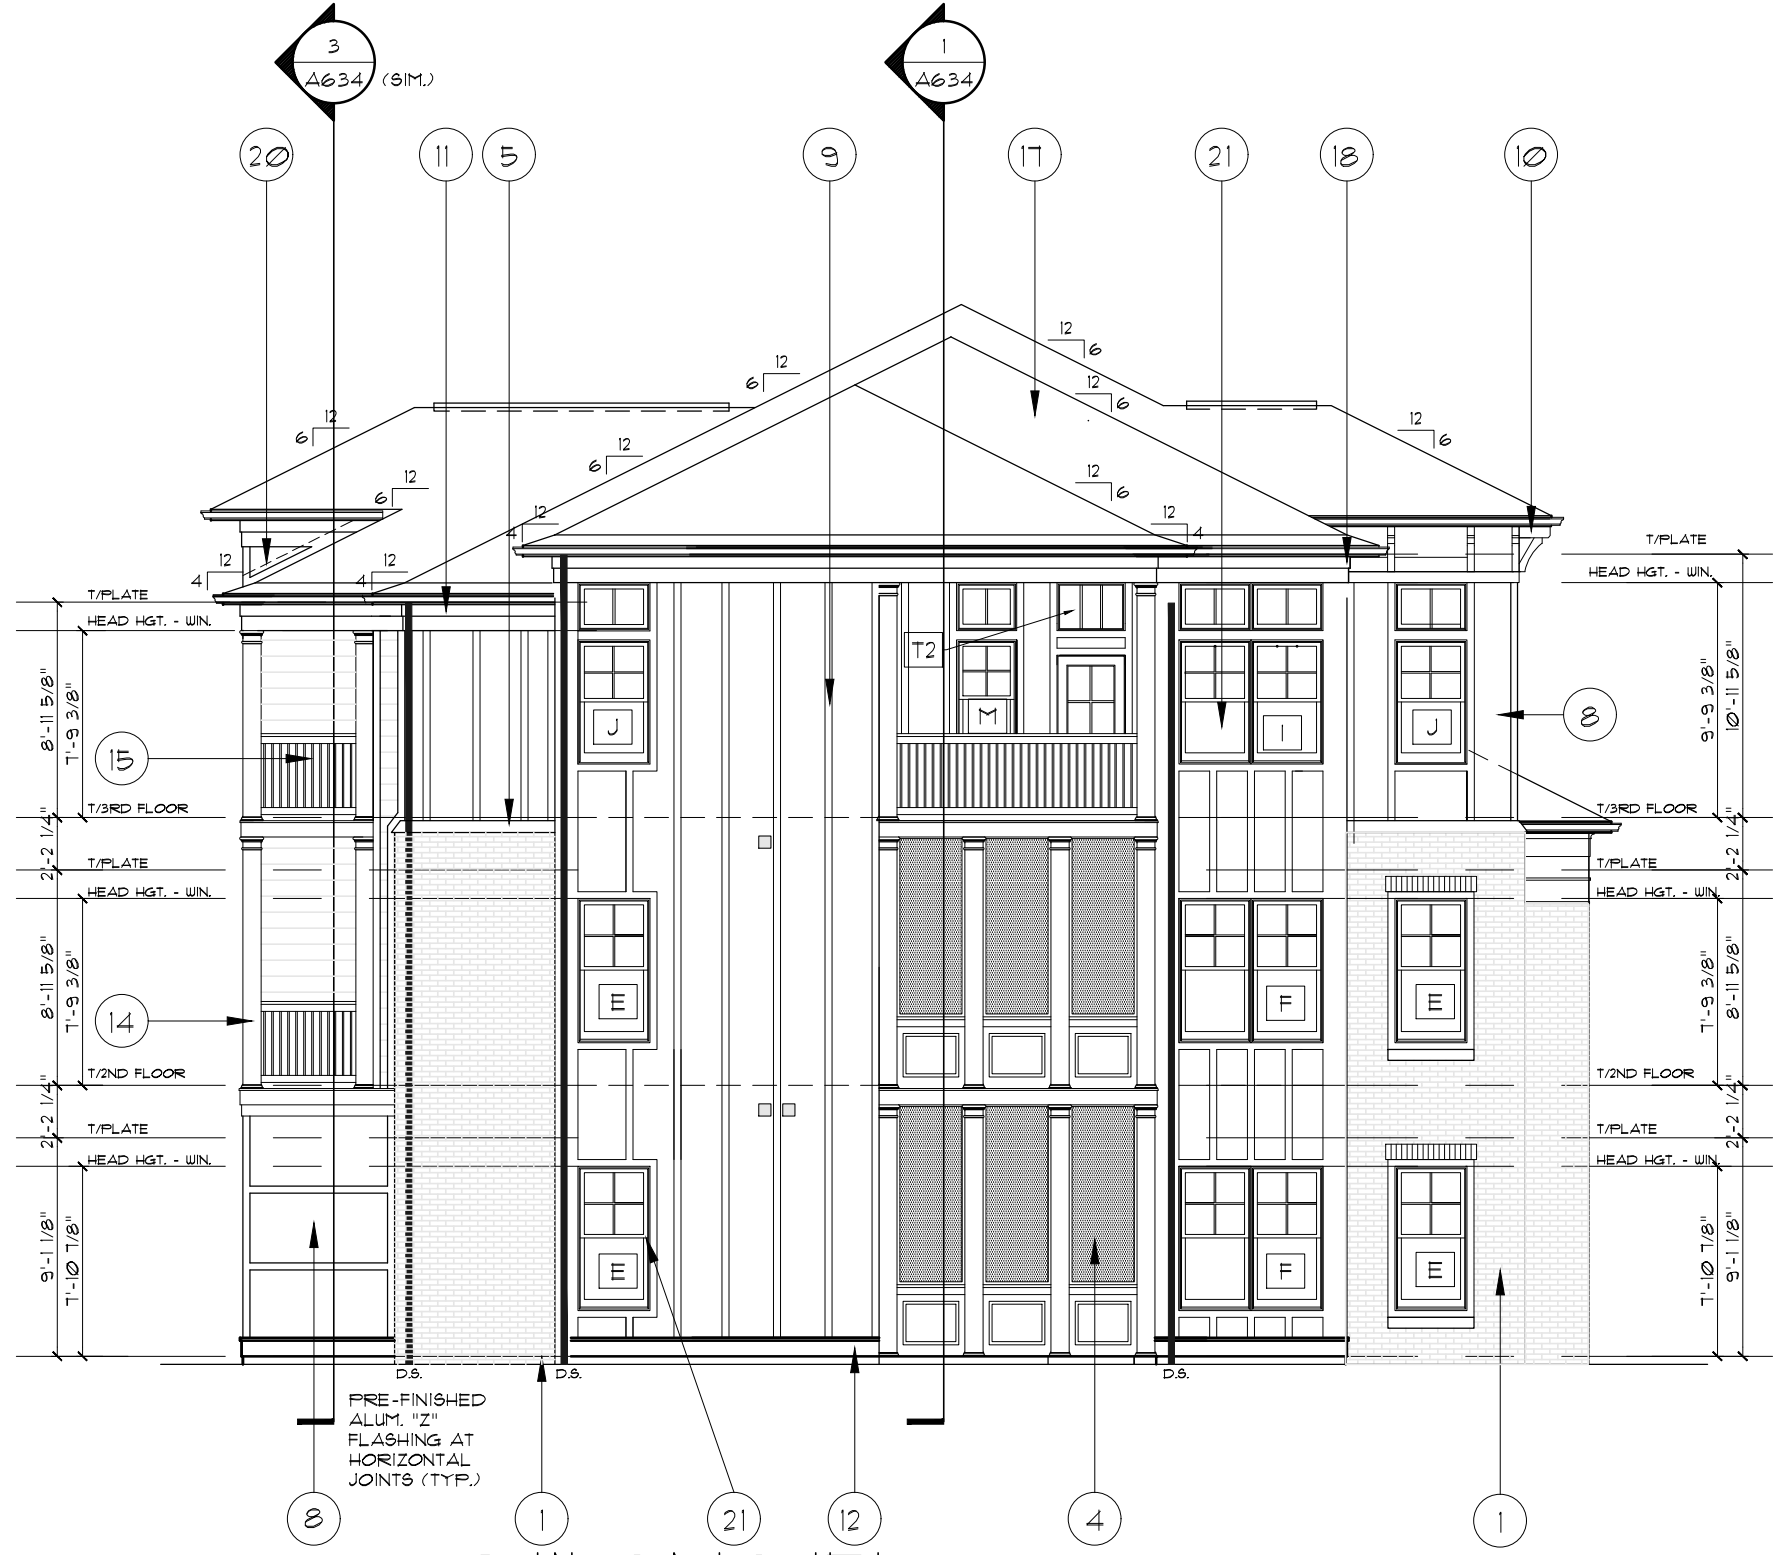 3
A634 (SIM.)
1
A634
20
11
5
9
17
21
18
10
12
6
12
6
12
6
12
6
12
6
12
6
12
6
12
6
12
6
12
4
12
4
12
4
12
4
T/PLATE
HEAD HGT. - WIN.
T/PLATE
HEAD HGT. - WIN.
8'-11 5/8"
7'-9 3/8"
9'-9 3/8"
10'-11 5/8"
T2
M
J
I
J
8
15
T/3RD FLOOR
T/3RD FLOOR
2'-2 1/4"
2'-2 1/4"
T/PLATE
T/PLATE
HEAD HGT. - WIN.
HEAD HGT. - WIN.
8'-11 5/8"
7'-9 3/8"
7'-9 3/8"
8'-11 5/8"
E
F
E
14
T/2ND FLOOR
T/2ND FLOOR
2'-2 1/4"
2'-2 1/4"
T/PLATE
T/PLATE
HEAD HGT. - WIN.
HEAD HGT. - WIN.
9'-1 1/8"
7'-10 7/8"
7'-10 7/8"
9'-1 1/8"
E
F
E
D.S.
D.S.
D.S.
PRE-FINISHED
ALUM. "Z"
FLASHING AT
HORIZONTAL
JOINTS (TYP.)
8
1
21
12
4
1